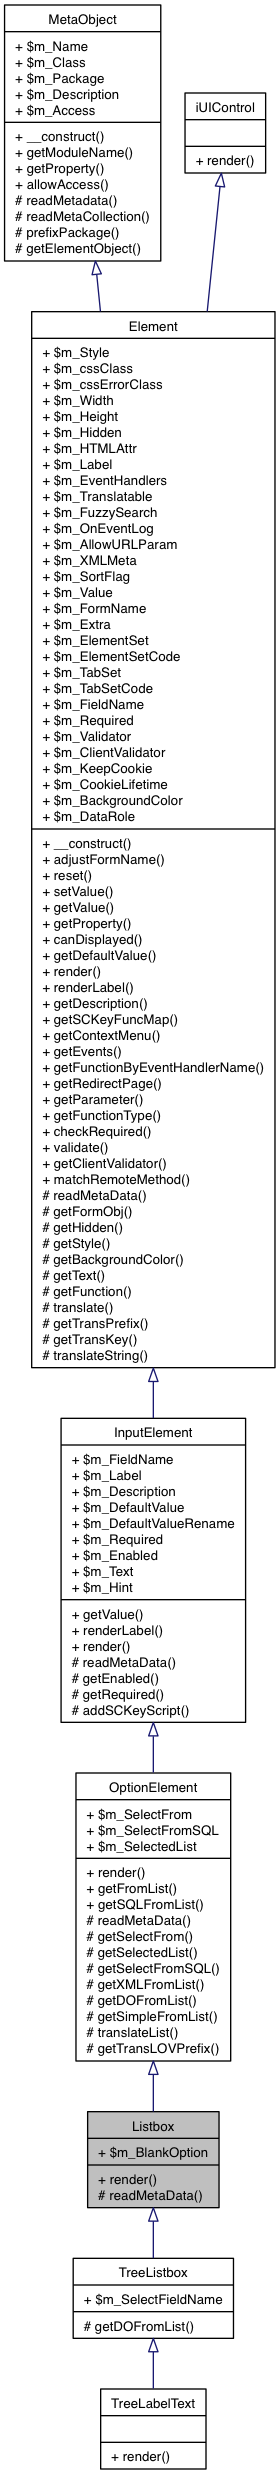 MetaObject
+ $m_Name
+ $m_Class
+ $m_Package
+ $m_Description
+ $m_Access
+ __construct()
+ getModuleName()
+ getProperty()
+ allowAccess()
# readMetadata()
# readMetaCollection()
# prefixPackage()
# getElementObject()
iUIControl
+ render()
Element
+ $m_Style
+ $m_cssClass
+ $m_cssErrorClass
+ $m_Width
+ $m_Height
+ $m_Hidden
+ $m_HTMLAttr
+ $m_Label
+ $m_EventHandlers
+ $m_Translatable
+ $m_FuzzySearch
+ $m_OnEventLog
+ $m_AllowURLParam
+ $m_XMLMeta
+ $m_SortFlag
+ $m_Value
+ $m_FormName
+ $m_Extra
+ $m_ElementSet
+ $m_ElementSetCode
+ $m_TabSet
+ $m_TabSetCode
+ $m_FieldName
+ $m_Required
+ $m_Validator
+ $m_ClientValidator
+ $m_KeepCookie
+ $m_CookieLifetime
+ $m_BackgroundColor
+ $m_DataRole
+ __construct()
+ adjustFormName()
+ reset()
+ setValue()
+ getValue()
+ getProperty()
+ canDisplayed()
+ getDefaultValue()
+ render()
+ renderLabel()
+ getDescription()
+ getSCKeyFuncMap()
+ getContextMenu()
+ getEvents()
+ getFunctionByEventHandlerName()
+ getRedirectPage()
+ getParameter()
+ getFunctionType()
+ checkRequired()
+ validate()
+ getClientValidator()
+ matchRemoteMethod()
# readMetaData()
# getFormObj()
# getHidden()
# getStyle()
# getBackgroundColor()
# getText()
# getFunction()
# translate()
# getTransPrefix()
# getTransKey()
# translateString()
InputElement
+ $m_FieldName
+ $m_Label
+ $m_Description
+ $m_DefaultValue
+ $m_DefaultValueRename
+ $m_Required
+ $m_Enabled
+ $m_Text
+ $m_Hint
+ getValue()
+ renderLabel()
+ render()
# readMetaData()
# getEnabled()
# getRequired()
# addSCKeyScript()
OptionElement
+ $m_SelectFrom
+ $m_SelectFromSQL
+ $m_SelectedList
+ render()
+ getFromList()
+ getSQLFromList()
# readMetaData()
# getSelectFrom()
# getSelectedList()
# getSelectFromSQL()
# getXMLFromList()
# getDOFromList()
# getSimpleFromList()
# translateList()
# getTransLOVPrefix()
Listbox
+ $m_BlankOption
+ render()
# readMetaData()
TreeListbox
+ $m_SelectFieldName
# getDOFromList()
TreeLabelText
+ render()